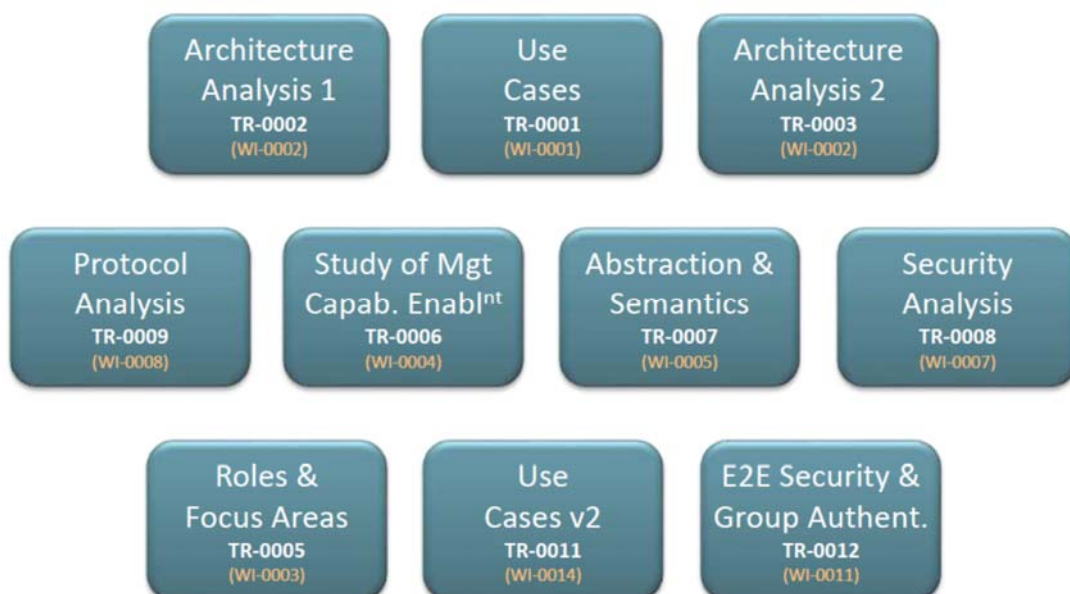 Architecture
Analysis 1
TR-0002
(WI-0002)
Use
Cases
TR-0001
(WI-0001)
Architecture
Analysis 2
TR-0003
(WI-0002)
Protocol
Analysis
TR-0009
(WI-0008)
Study of Mgt
Capab. Enablⁿᵗ
TR-0006
(WI-0004)
Abstraction &
Semantics
TR-0007
(WI-0005)
Security
Analysis
TR-0008
(WI-0007)
Roles &
Focus Areas
TR-0005
(WI-0003)
Use
Cases v2
TR-0011
(WI-0014)
E2E Security &
Group Authent.
TR-0012
(WI-0011)